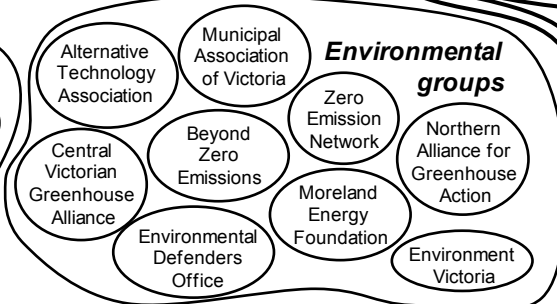 Environmental
groups
Alternative
Technology
Association
Municipal
Association
of Victoria
Zero
Emission
Network
Northern
Alliance for
Greenhouse
Action
Central
Victorian
Greenhouse
Alliance
Beyond
Zero
Emissions
Moreland
Energy
Foundation
Environmental
Defenders
Office
Environment
Victoria